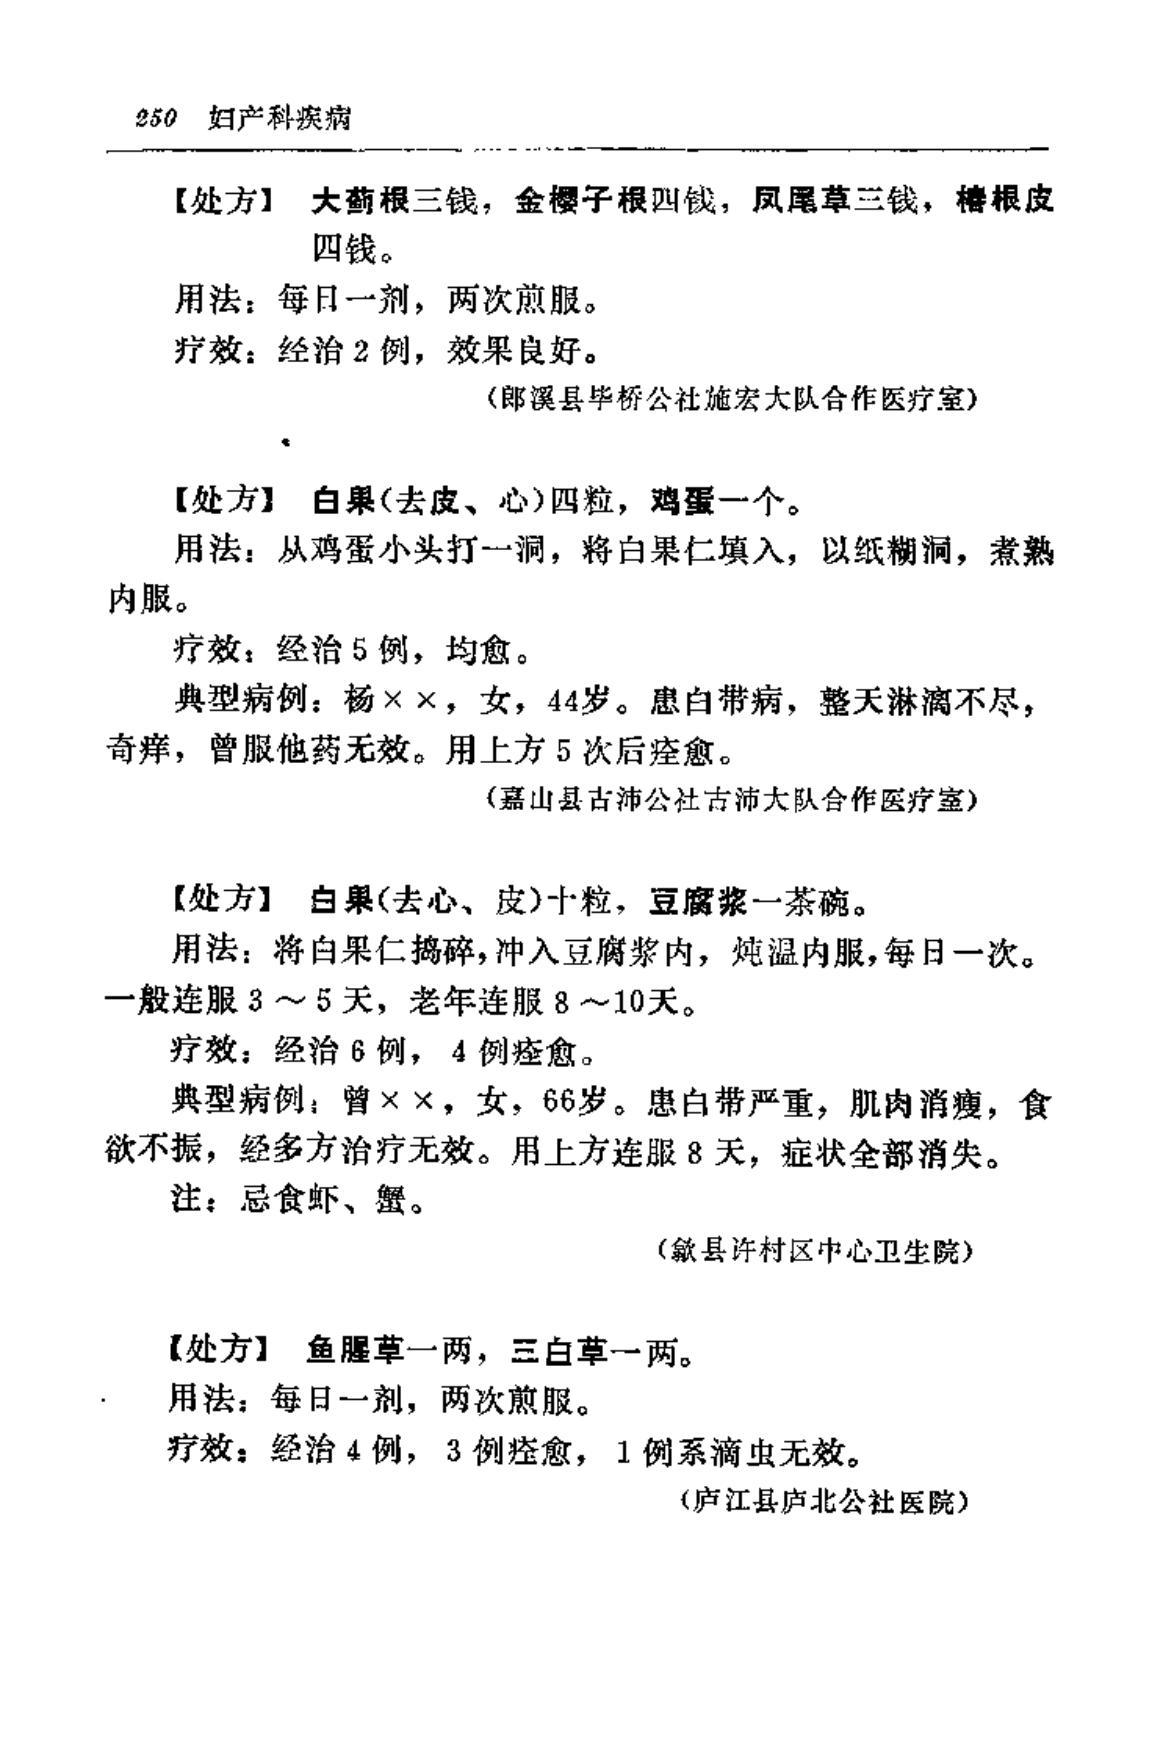 250 妇产科疾病
【处方】 大蓟根三钱，金樱子根四钱，凤尾草三钱，椿根皮
四钱。
用法：每日一剂，两次煎服。
疗效：经治2例，效果良好。
（郎溪县毕桥公社施宏大队合作医疗室）
【处方】 白果(去皮、心)四粒，鸡蛋一个。
用法：从鸡蛋小头打一洞，将白果仁填入，以纸糊洞，煮熟
内服。
疗效：经治5例，均愈。
典型病例：杨××，女，44岁。患白带病，整天淋漓不尽，
奇痒，曾服他药无效。用上方5次后痊愈。
（嘉山县古沛公社古沛大队合作医疗室）
【处方】 白果(去心、皮)十粒，豆腐浆一茶碗。
用法：将白果仁捣碎，冲入豆腐浆内，炖温内服，每日一次。
一般连服3～5天，老年连服8～10天。
疗效：经治6例，4例痊愈。
典型病例：曾××，女，66岁。患白带严重，肌肉消瘦，食
欲不振，经多方治疗无效。用上方连服8天，症状全部消失。
注：忌食虾、蟹。
（歙县许村区中心卫生院）
【处方】 鱼腥草一两，三白草一两。
用法：每日一剂，两次煎服。
疗效：经治4例，3例痊愈，1例系滴虫无效。
（庐江县庐北公社医院）